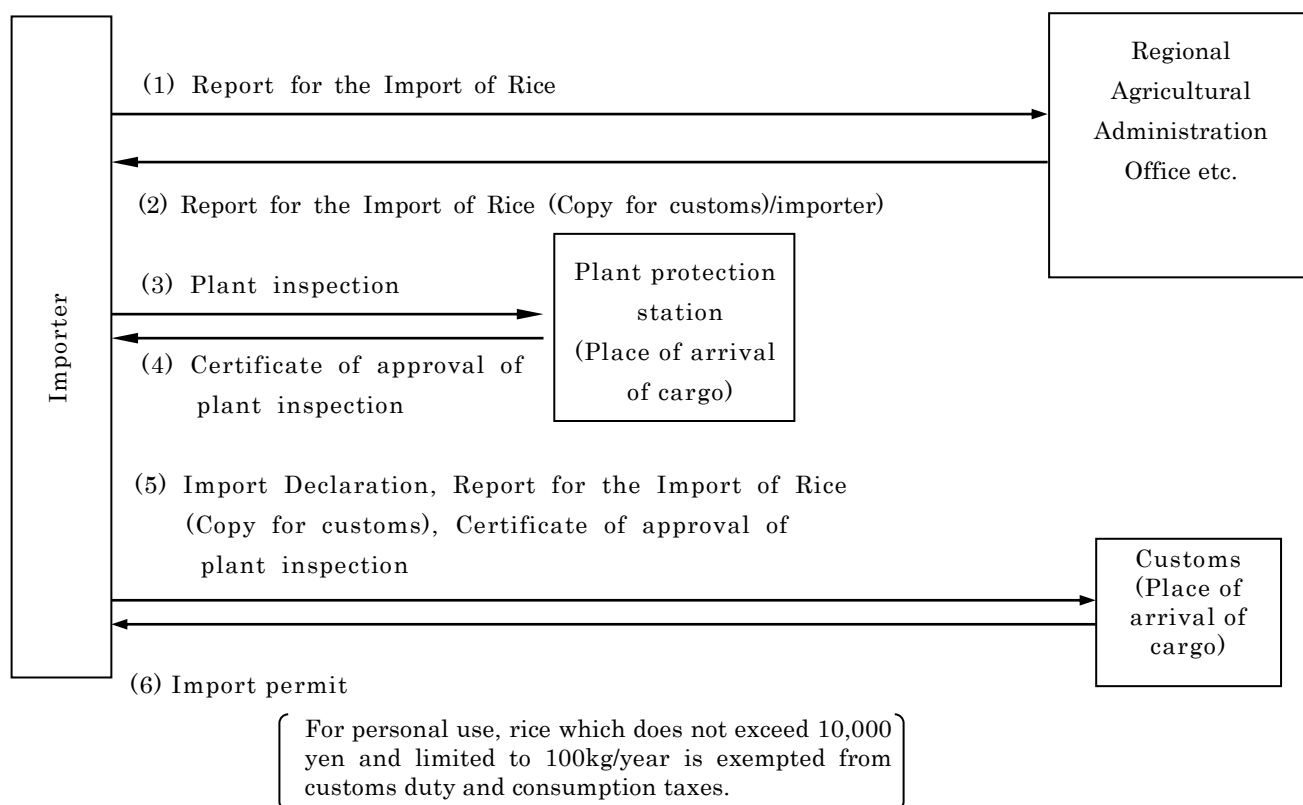 Importer
(1) Report for the Import of Rice
Regional
Agricultural
Administration
Office etc.
(2) Report for the Import of Rice (Copy for customs)/importer)
(3) Plant inspection
Plant protection
station
(Place of arrival
of cargo)
(4) Certificate of approval of
plant inspection
(5) Import Declaration, Report for the Import of Rice
(Copy for customs), Certificate of approval of
plant inspection
Customs
(Place of
arrival of
cargo)
(6) Import permit
For personal use, rice which does not exceed 10,000
yen and limited to 100kg/year is exempted from
customs duty and consumption taxes.